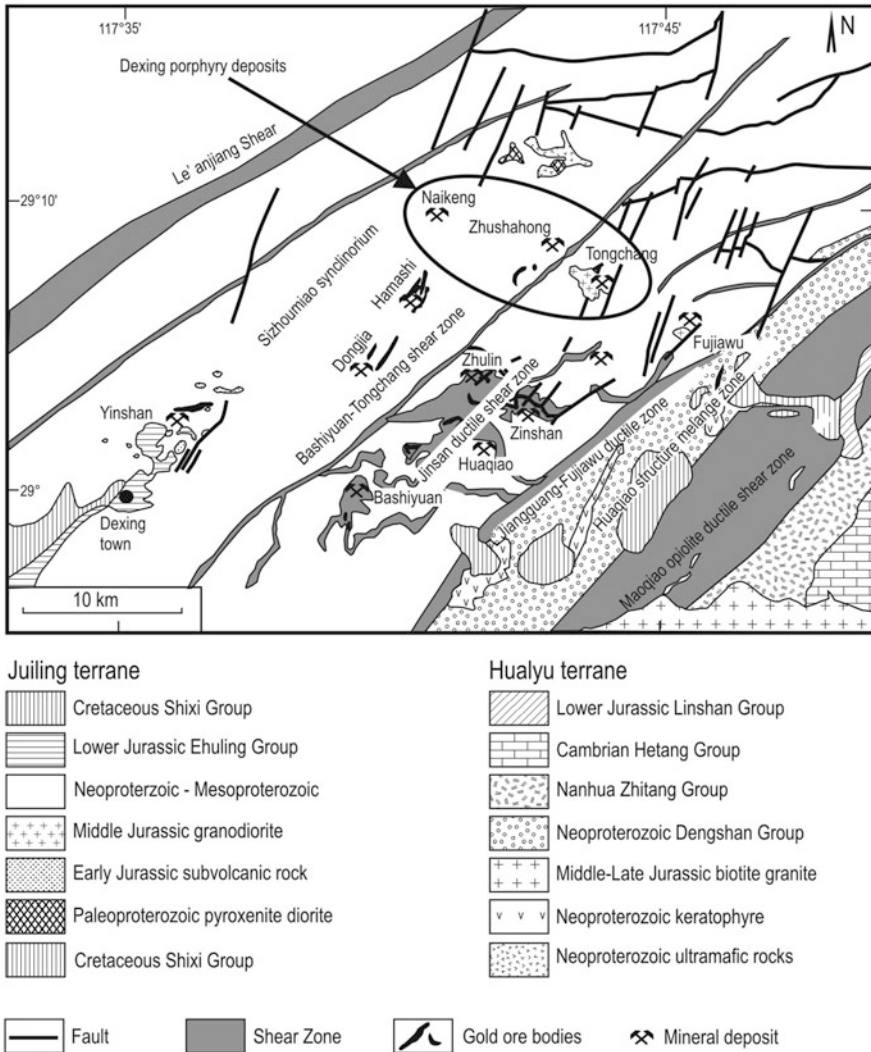 117°35'
117°45'
N
Dexing porphyry deposits
Le' anjiang Shear
29°10'
Naikeng
Zhushahong
Tongchang
Sizhoumiao synclinorium
Hamashi
Dongjia
Bashiyuan-Tongchang shear zone
Fujiawu
Zhulin
Yinshan
Jinsan ductile shear zone
Zinshan
Huaqiao
29°
Bashiyuan
Jiangguang-Fujiawu ductile zone
Huaqiao structure melange zone
Maoqiao opiolite ductile shear zone
Dexing
town
10 km
Juiling terrane
Cretaceous Shixi Group
Lower Jurassic Ehuling Group
Neoproterzoic - Mesoproterozoic
Middle Jurassic granodiorite
Early Jurassic subvolcanic rock
Paleoproterozoic pyroxenite diorite
Cretaceous Shixi Group
Hualyu terrane
Lower Jurassic Linshan Group
Cambrian Hetang Group
Nanhua Zhitang Group
Neoproterozoic Dengshan Group
Middle-Late Jurassic biotite granite
Neoproterozoic keratophyre
Neoproterozoic ultramafic rocks
Fault
Shear Zone
Gold ore bodies
Mineral deposit